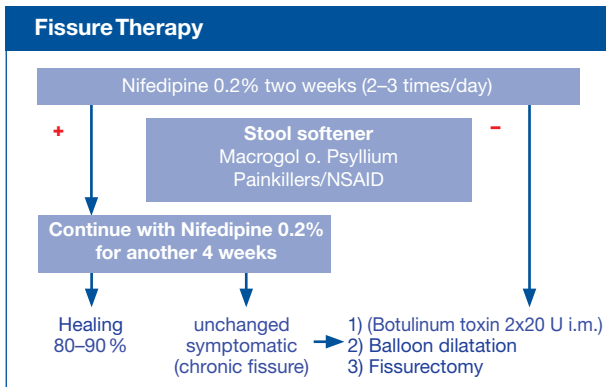 Fissure Therapy
Nifedipine 0.2% two weeks (2–3 times/day)
+
–
Stool softener
Macrogol o. Psyllium
Painkillers/NSAID
Continue with Nifedipine 0.2%
for another 4 weeks
Healing
80–90 %
unchanged
symptomatic
(chronic fissure)
1) (Botulinum toxin 2x20 U i.m.)
2) Balloon dilatation
3) Fissurectomy